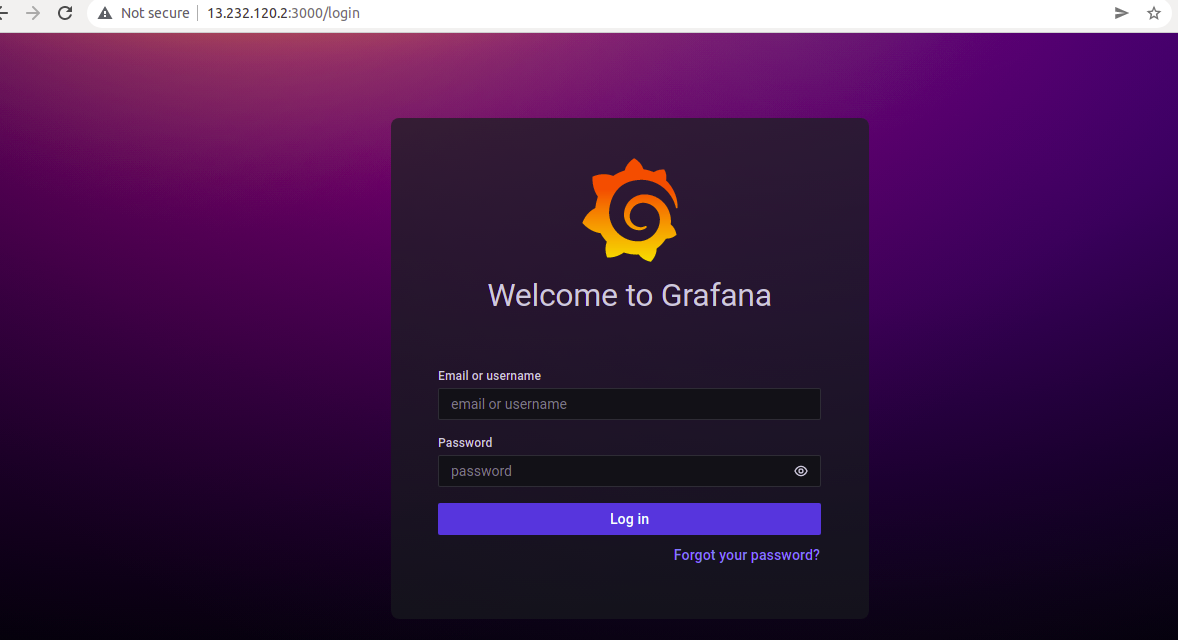 Not secure 13.232.120.2:3000/login
Welcome to Grafana
Email or username
email or username
Password
password
Log in
Forgot your password?